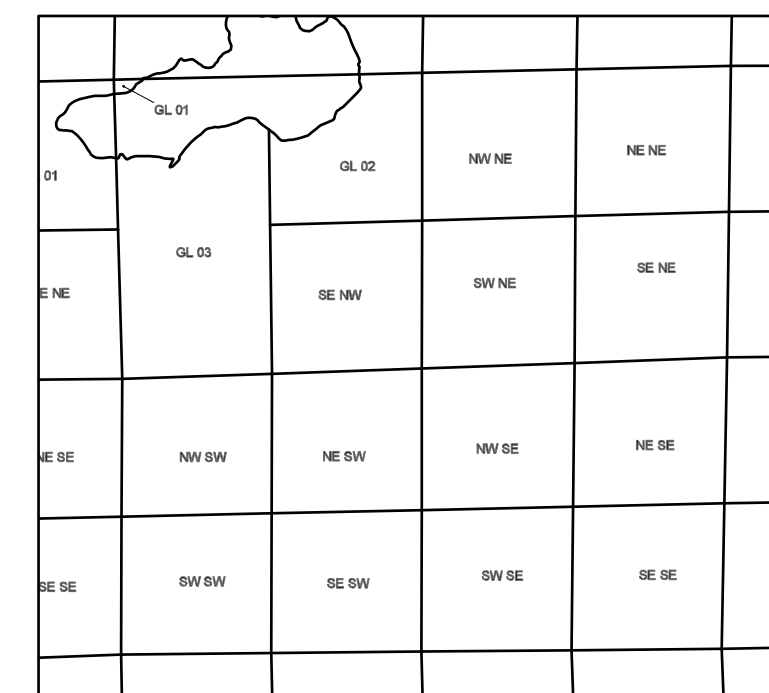 GL 01
GL 02
NW NE
NE NE
01
GL 03
E NE
SE NW
SW NE
SE NE
NE SE
NW SW
NE SW
NW SE
NE SE
SE SE
SW SW
SE SW
SW SE
SE SE